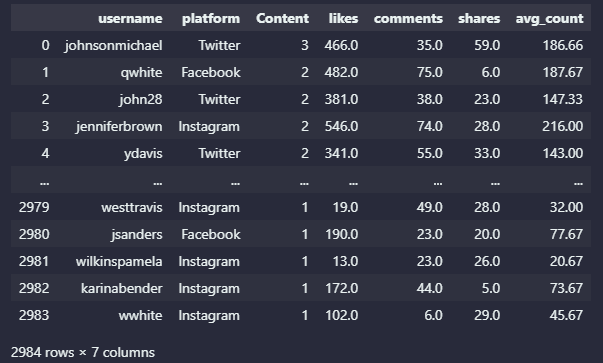 username platform Content likes comments shares avg_count
0 johnsonmichael Twitter 3 466.0 35.0 59.0 186.66
1 qwhite Facebook 2 482.0 75.0 6.0 187.67
2 john28 Twitter 2 381.0 38.0 23.0 147.33
3 jenniferbrown Instagram 2 546.0 74.0 28.0 216.00
4 ydavis Twitter 2 341.0 55.0 33.0 143.00
... ... ... ... ... ... ... ...
2979 westtravis Instagram 1 19.0 49.0 28.0 32.00
2980 jsanders Facebook 1 190.0 23.0 20.0 77.67
2981 wilkinspamela Instagram 1 13.0 23.0 26.0 20.67
2982 karinabender Instagram 1 172.0 44.0 5.0 73.67
2983 wwhite Instagram 1 102.0 6.0 29.0 45.67
2984 rows × 7 columns